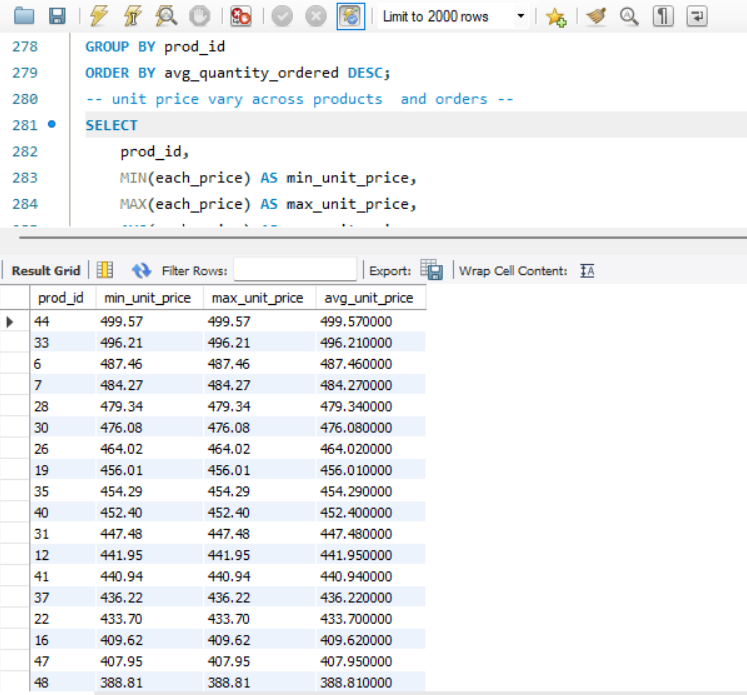 Limit to 2000 rows
278 GROUP BY prod_id
279 ORDER BY avg_quantity_ordered DESC;
280 -- unit price vary across products  and orders --
281 SELECT
282 prod_id,
283 MIN(each_price) AS min_unit_price,
284 MAX(each_price) AS max_unit_price,
Result Grid Filter Rows: Export: Wrap Cell Content:
prod_id min_unit_price max_unit_price avg_unit_price
44 499.57 499.57 499.570000
33 496.21 496.21 496.210000
6 487.46 487.46 487.460000
7 484.27 484.27 484.270000
28 479.34 479.34 479.340000
30 476.08 476.08 476.080000
26 464.02 464.02 464.020000
19 456.01 456.01 456.010000
35 454.29 454.29 454.290000
40 452.40 452.40 452.400000
31 447.48 447.48 447.480000
12 441.95 441.95 441.950000
41 440.94 440.94 440.940000
37 436.22 436.22 436.220000
22 433.70 433.70 433.700000
16 409.62 409.62 409.620000
47 407.95 407.95 407.950000
48 388.81 388.81 388.810000